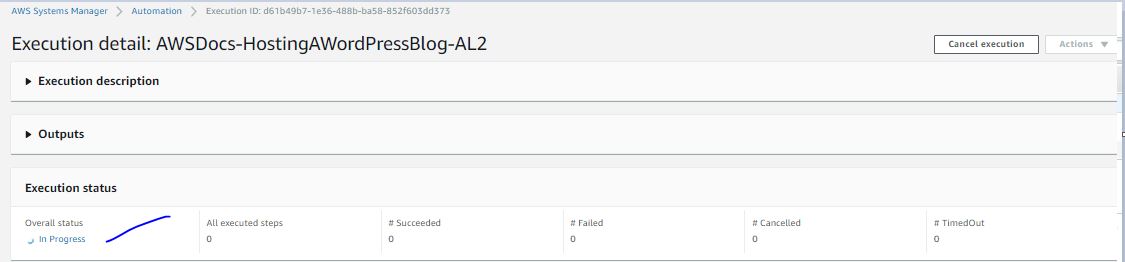 AWS Systems Manager > Automation > Execution ID: d61b49b7-1e36-488b-ba58-852f603dd373
Execution detail: AWSDocs-HostingAWordPressBlog-AL2
Cancel execution Actions
Execution description
Outputs
Execution status
Overall status All executed steps # Succeeded # Failed # Cancelled # TimedOut
In Progress 0 0 0 0 0